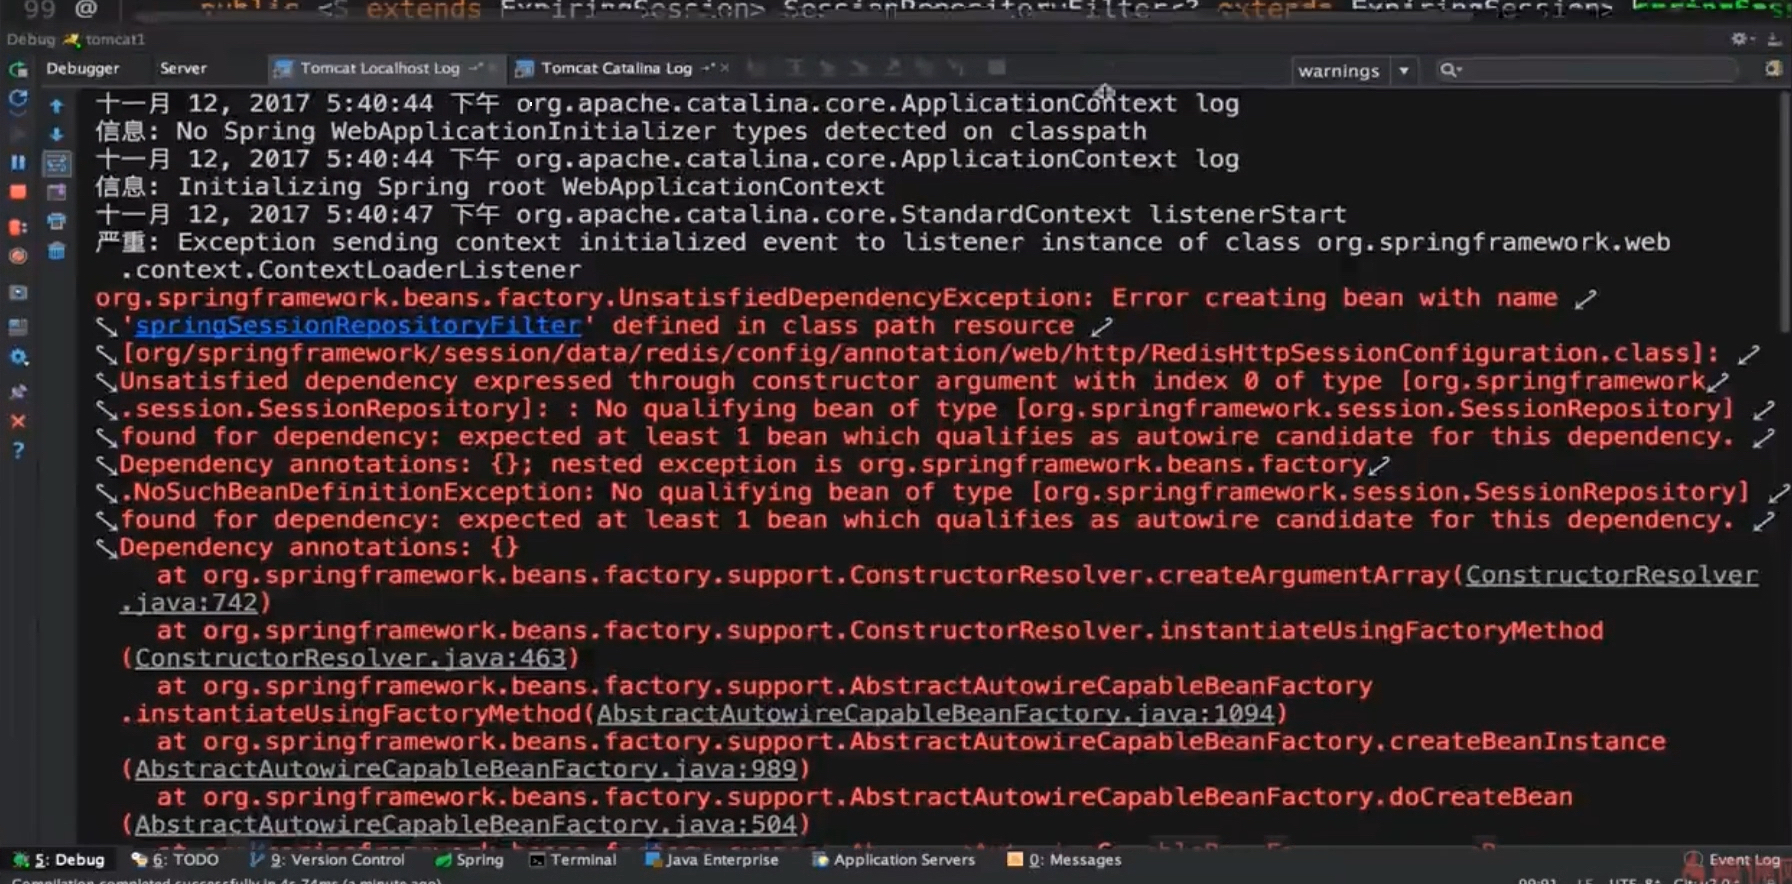 99 @ public <S extends ExpiringSession> SessionRepositoryFilter<? extends ExpiringSession>
Debug tomcat1
Debugger Server Tomcat Localhost Log Tomcat Catalina Log warnings
十一月 12, 2017 5:40:44 下午 org.apache.catalina.core.ApplicationContext log
信息: No Spring WebApplicationInitializer types detected on classpath
十一月 12, 2017 5:40:44 下午 org.apache.catalina.core.ApplicationContext log
信息: Initializing Spring root WebApplicationContext
十一月 12, 2017 5:40:47 下午 org.apache.catalina.core.StandardContext listenerStart
严重: Exception sending context initialized event to listener instance of class org.springframework.web
.context.ContextLoaderListener
org.springframework.beans.factory.UnsatisfiedDependencyException: Error creating bean with name
'springSessionRepositoryFilter' defined in class path resource
[org/springframework/session/data/redis/config/annotation/web/http/RedisHttpSessionConfiguration.class]:
Unsatisfied dependency expressed through constructor argument with index 0 of type [org.springframework
.session.SessionRepository]: : No qualifying bean of type [org.springframework.session.SessionRepository]
found for dependency: expected at least 1 bean which qualifies as autowire candidate for this dependency.
Dependency annotations: {}; nested exception is org.springframework.beans.factory
.NoSuchBeanDefinitionException: No qualifying bean of type [org.springframework.session.SessionRepository]
found for dependency: expected at least 1 bean which qualifies as autowire candidate for this dependency.
Dependency annotations: {}
at org.springframework.beans.factory.support.ConstructorResolver.createArgumentArray(ConstructorResolver
.java:742)
at org.springframework.beans.factory.support.ConstructorResolver.instantiateUsingFactoryMethod
(ConstructorResolver.java:463)
at org.springframework.beans.factory.support.AbstractAutowireCapableBeanFactory
.instantiateUsingFactoryMethod(AbstractAutowireCapableBeanFactory.java:1094)
at org.springframework.beans.factory.support.AbstractAutowireCapableBeanFactory.createBeanInstance
(AbstractAutowireCapableBeanFactory.java:989)
at org.springframework.beans.factory.support.AbstractAutowireCapableBeanFactory.doCreateBean
(AbstractAutowireCapableBeanFactory.java:504)
5: Debug 6: TODO 9: Version Control Spring Terminal Java Enterprise Application Servers 0: Messages Event Log
Compilation completed successfully in 4s 74ms (a minute ago)